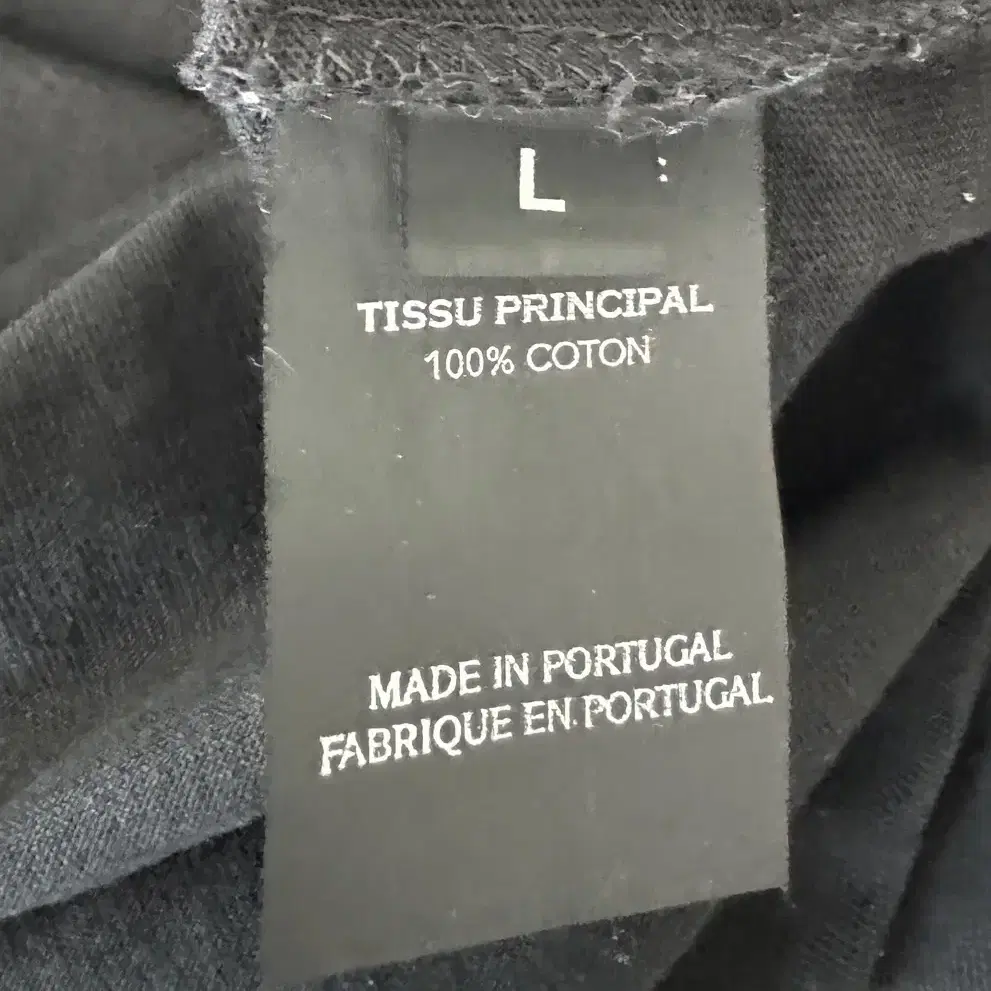 L
TISSU PRINCIPAL
100% COTON
MADE IN PORTUGAL
FABRIQUE EN PORTUGAL